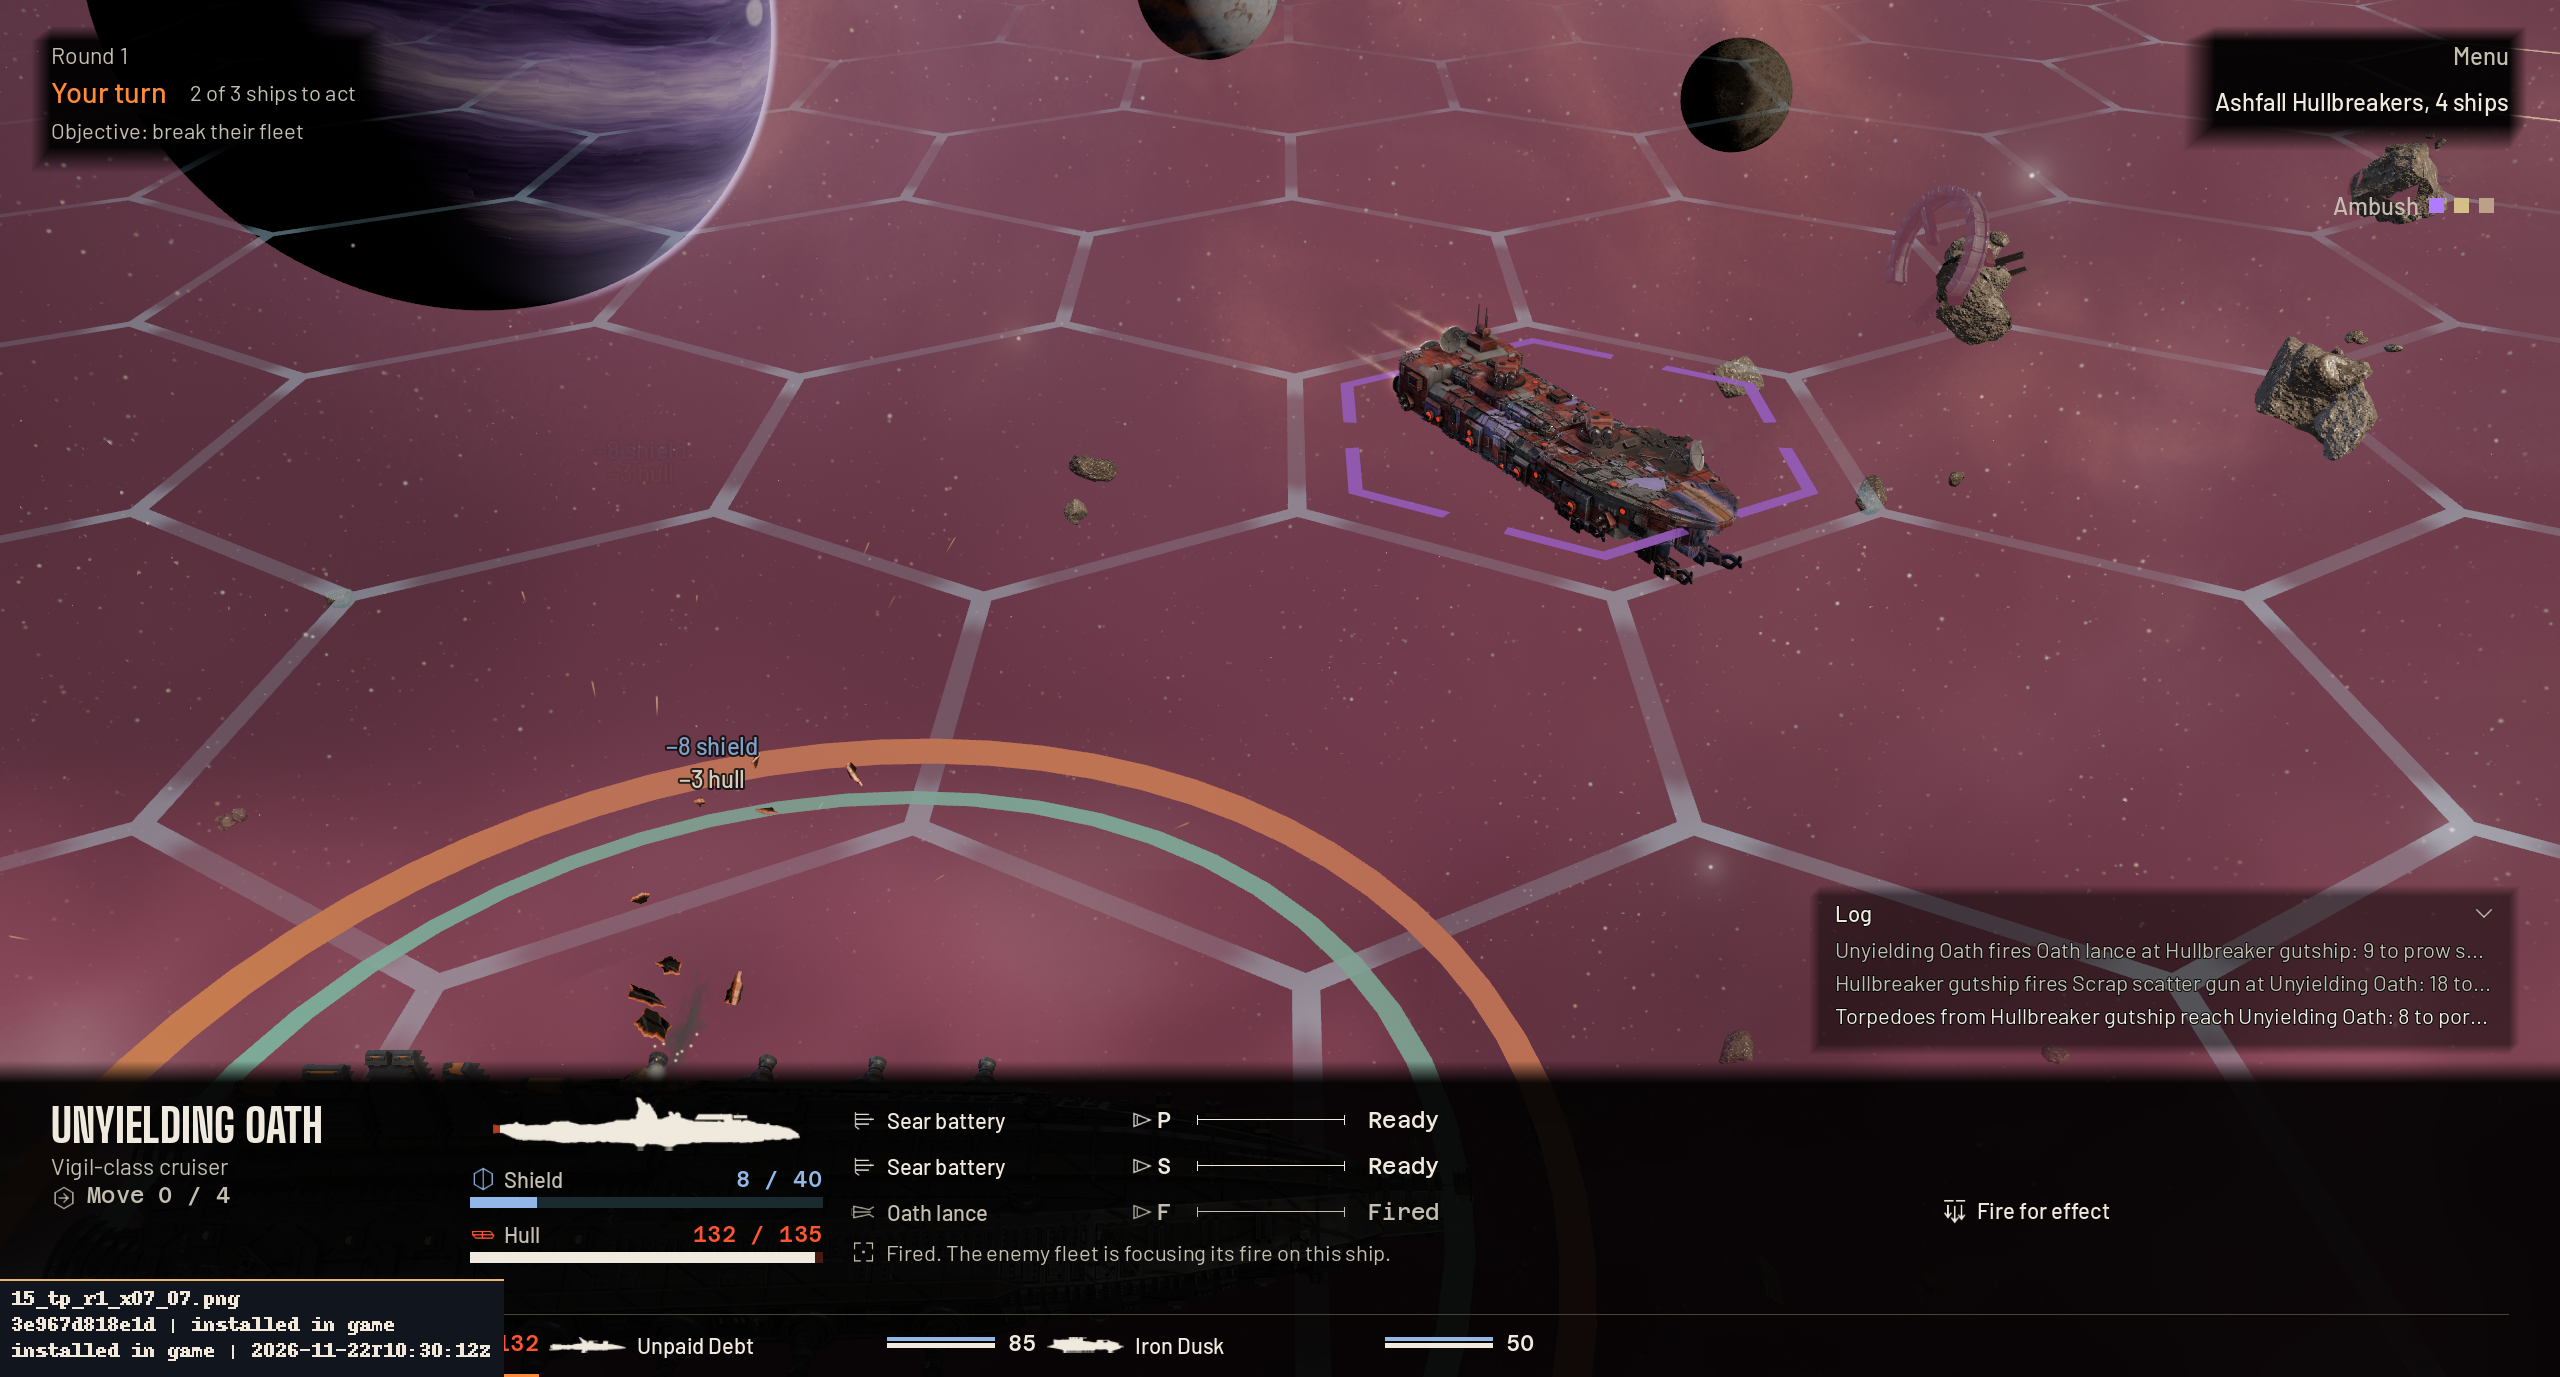 Round 1
Your turn 2 of 3 ships to act
Objective: break their fleet
Menu
Ashfall Hullbreakers, 4 ships
Ambush
-8 shield
-3 hull
-8 shield
-3 hull
Log
Unyielding Oath fires Oath lance at Hullbreaker gutship: 9 to prow s...
Hullbreaker gutship fires Scrap scatter gun at Unyielding Oath: 18 to...
Torpedoes from Hullbreaker gutship reach Unyielding Oath: 8 to por...
UNYIELDING OATH
Vigil-class cruiser
Move 0 / 4
Shield 8 / 40
Hull 132 / 135
Sear battery P Ready
Sear battery S Ready
Oath lance F Fired
Fired. The enemy fleet is focusing its fire on this ship.
Fire for effect
15_tp_r1_x07_07.png
3e967d818e1d | installed in game
installed in game | 2026-11-22T10:30:12Z
132 Unpaid Debt 85 Iron Dusk 50